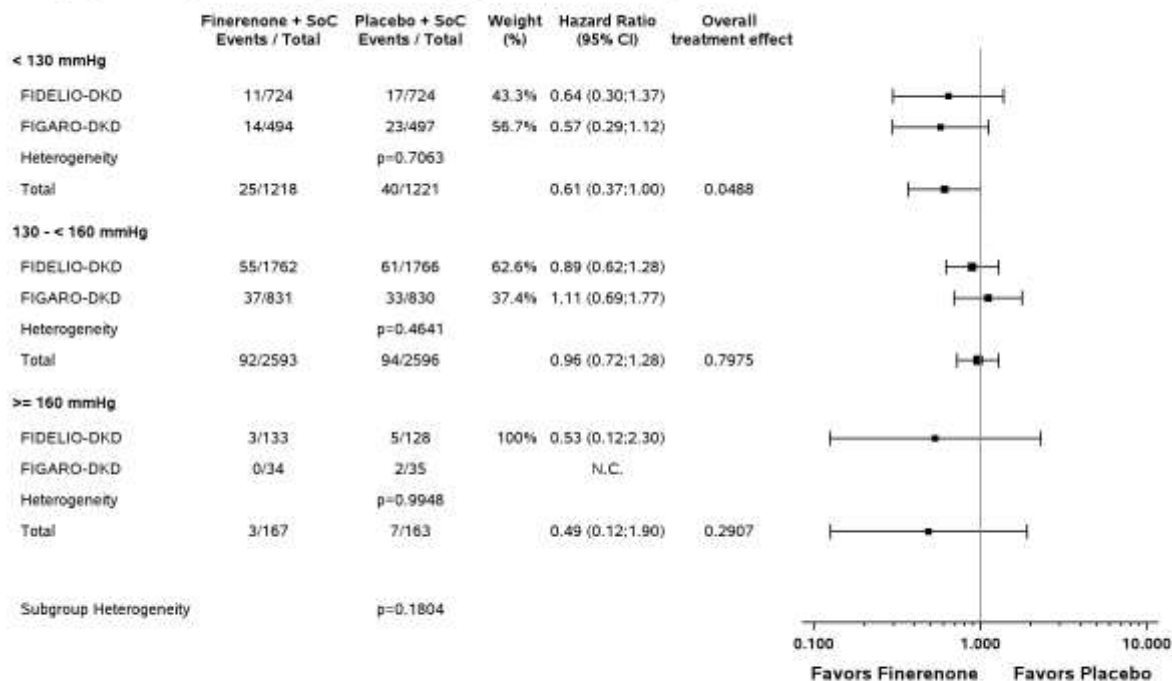 Finerenone + SoC Placebo + SoC Weight Hazard Ratio Overall
Events / Total Events / Total (%) (95% CI) treatment effect
< 130 mmHg
FIDELIO-DKD 11/724 17/724 43.3% 0.64 (0.30;1.37)
FIGARO-DKD 14/494 23/497 56.7% 0.57 (0.29;1.12)
Heterogeneity p=0.7063
Total 25/1218 40/1221 0.61 (0.37;1.00) 0.0488
130 - < 160 mmHg
FIDELIO-DKD 55/1762 61/1766 62.6% 0.89 (0.62;1.28)
FIGARO-DKD 37/831 33/830 37.4% 1.11 (0.69;1.77)
Heterogeneity p=0.4641
Total 92/2593 94/2596 0.96 (0.72;1.28) 0.7975
>= 160 mmHg
FIDELIO-DKD 3/133 5/128 100% 0.53 (0.12;2.30)
FIGARO-DKD 0/34 2/35 N.C.
Heterogeneity p=0.9948
Total 3/167 7/163 0.49 (0.12;1.90) 0.2907
Subgroup Heterogeneity p=0.1804
0.100 1.000 10.000
Favors Finerenone Favors Placebo